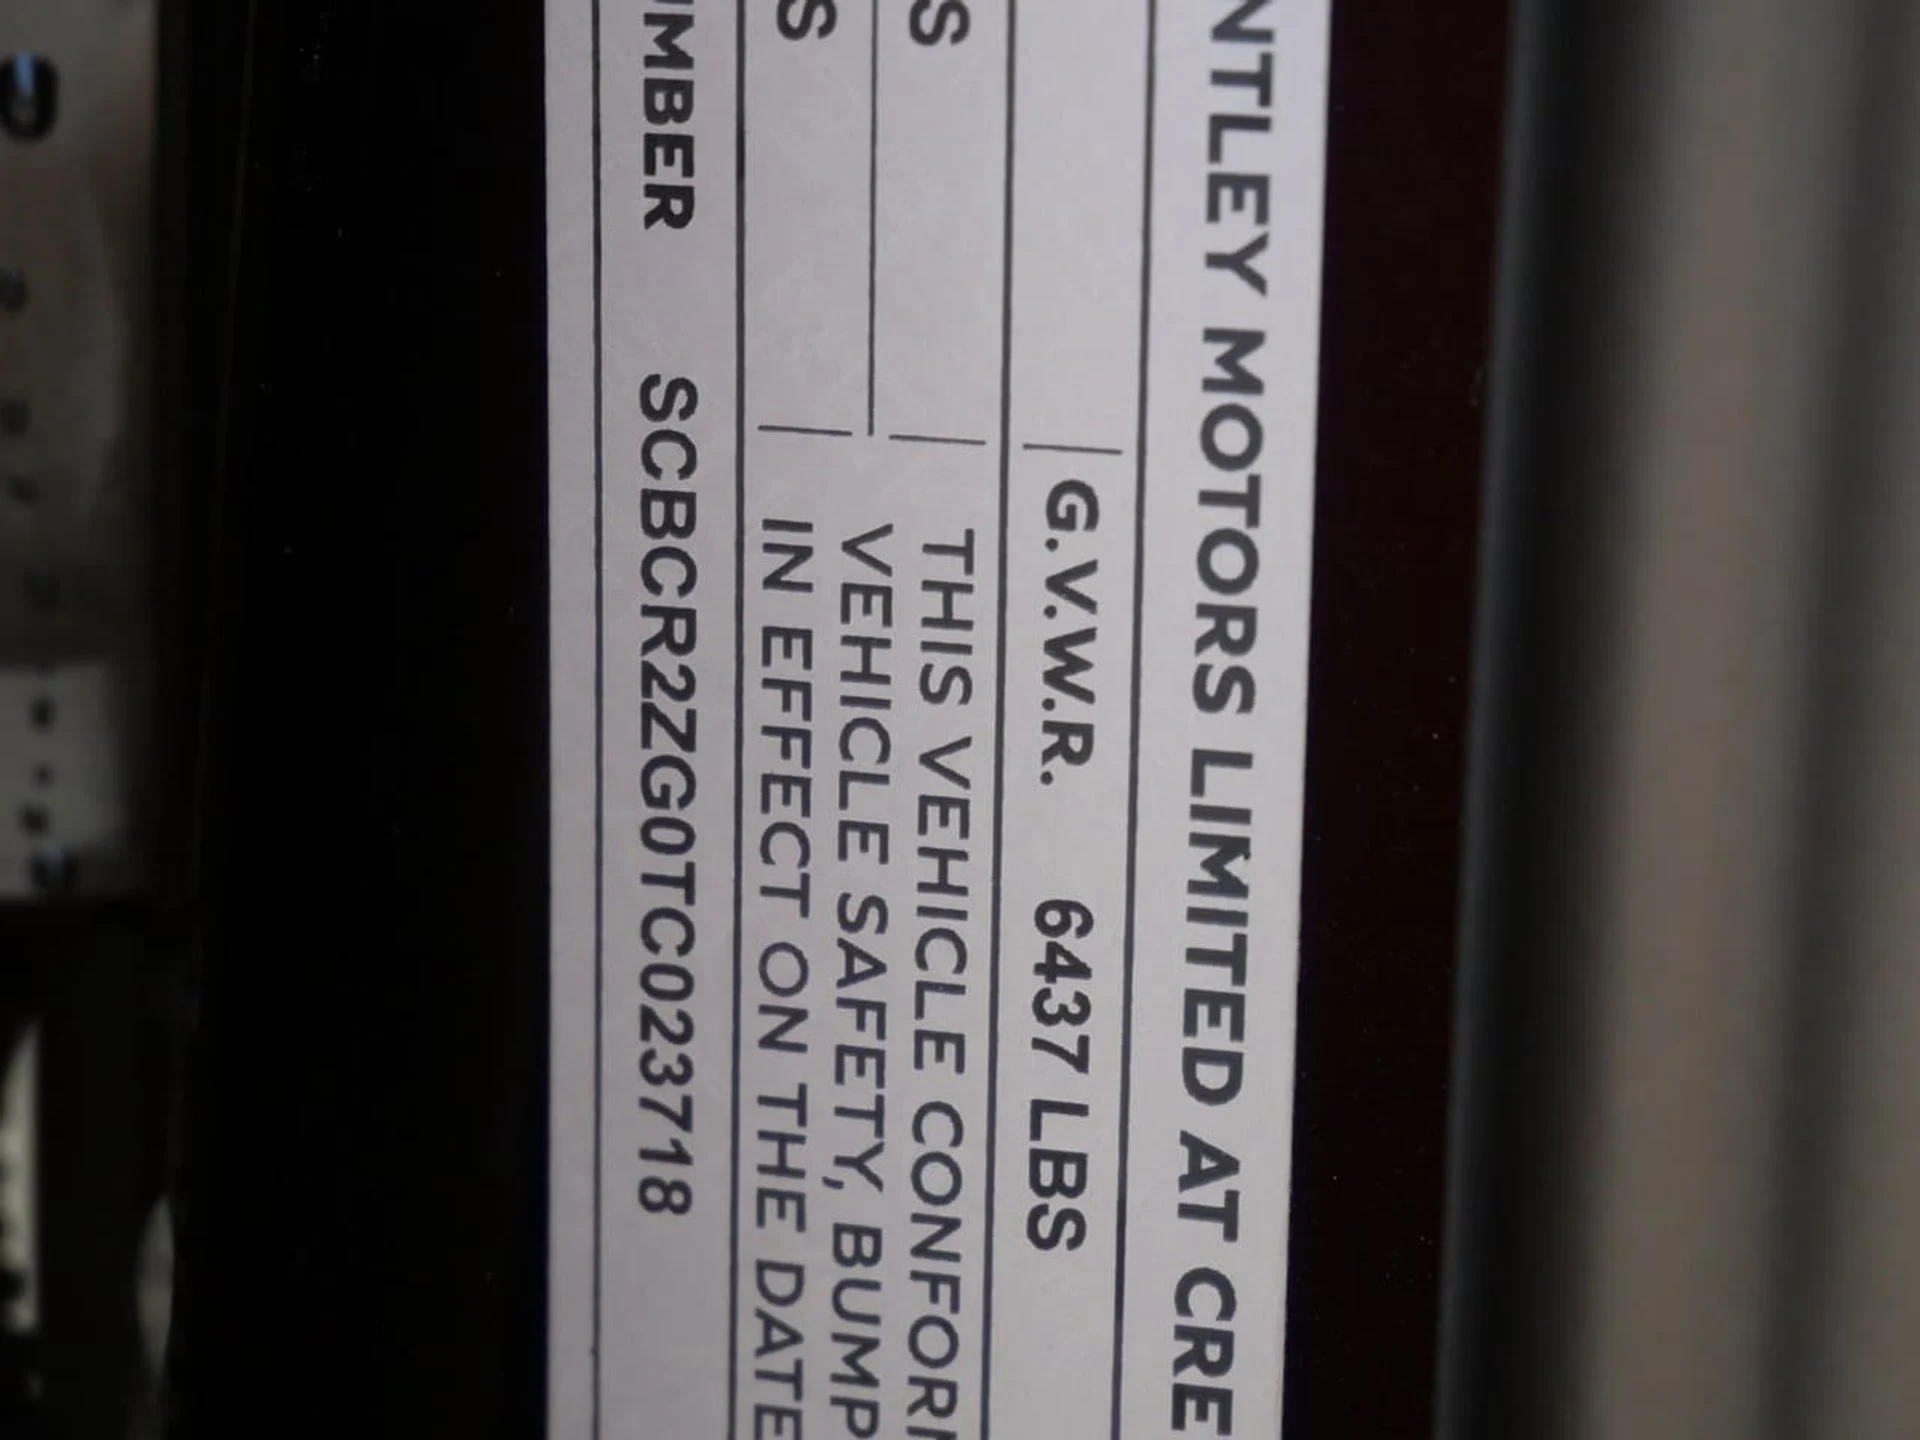 NTLEY MOTORS LIMITED AT CRE
G.V.W.R. 6437 LBS
S THIS VEHICLE CONFOR
VEHICLE SAFETY, BUMP
S IN EFFECT ON THE DATE
UMBER SCBCR2ZG0TC023718